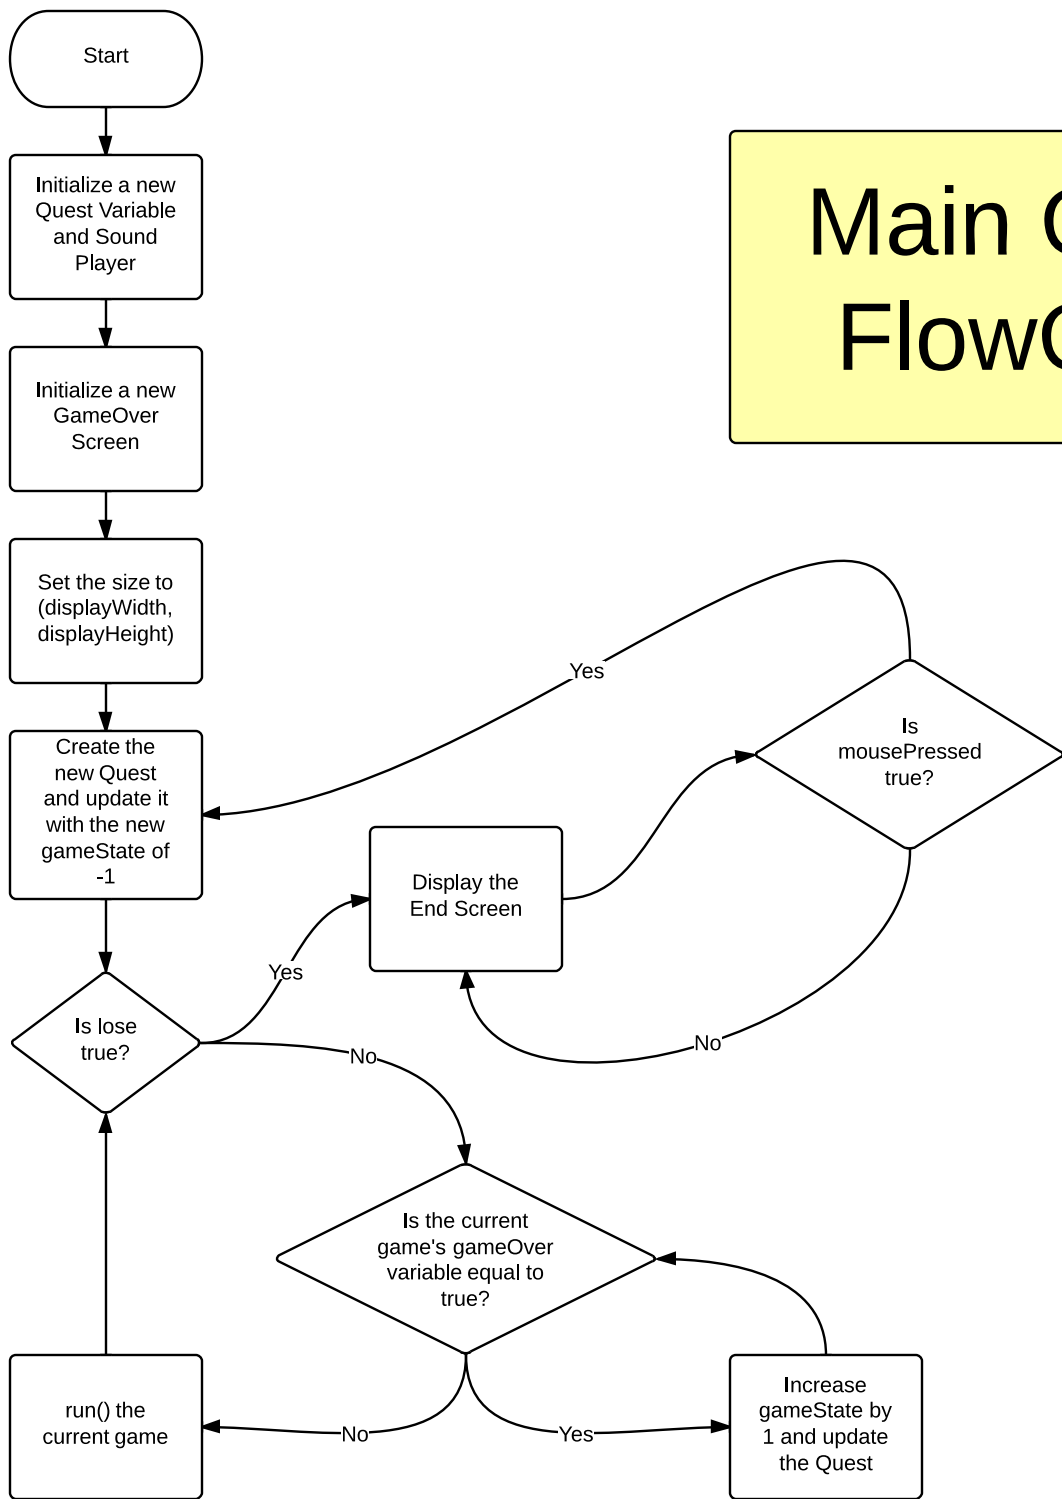 Start
Initialize a new
Quest Variable
and Sound
Player
Main
Initialize a new
GameOver
Screen
Set the size to
(displayWidth,
displayHeight)
Yes
Is
mousePressed
true?
Create the
new Quest
and update it
with the new
gameState of
-1
Display the
End Screen
Yes
Is lose
true?
No
No
Is the current
game's gameOver
variable equal to
true?
run() the
current game
No
Yes
Increase
gameState by
1 and update
the Quest